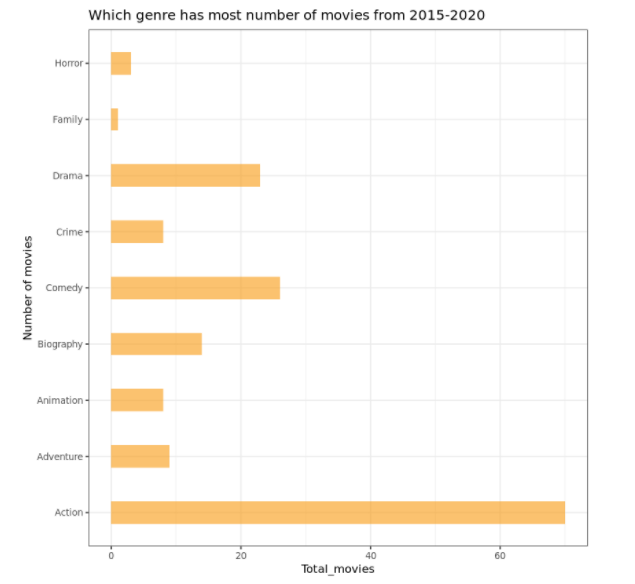 Which genre has most number of movies from 2015-2020
Number of movies
Horror
Family
Drama
Crime
Comedy
Biography
Animation
Adventure
Action
0 20 40 60
Total_movies